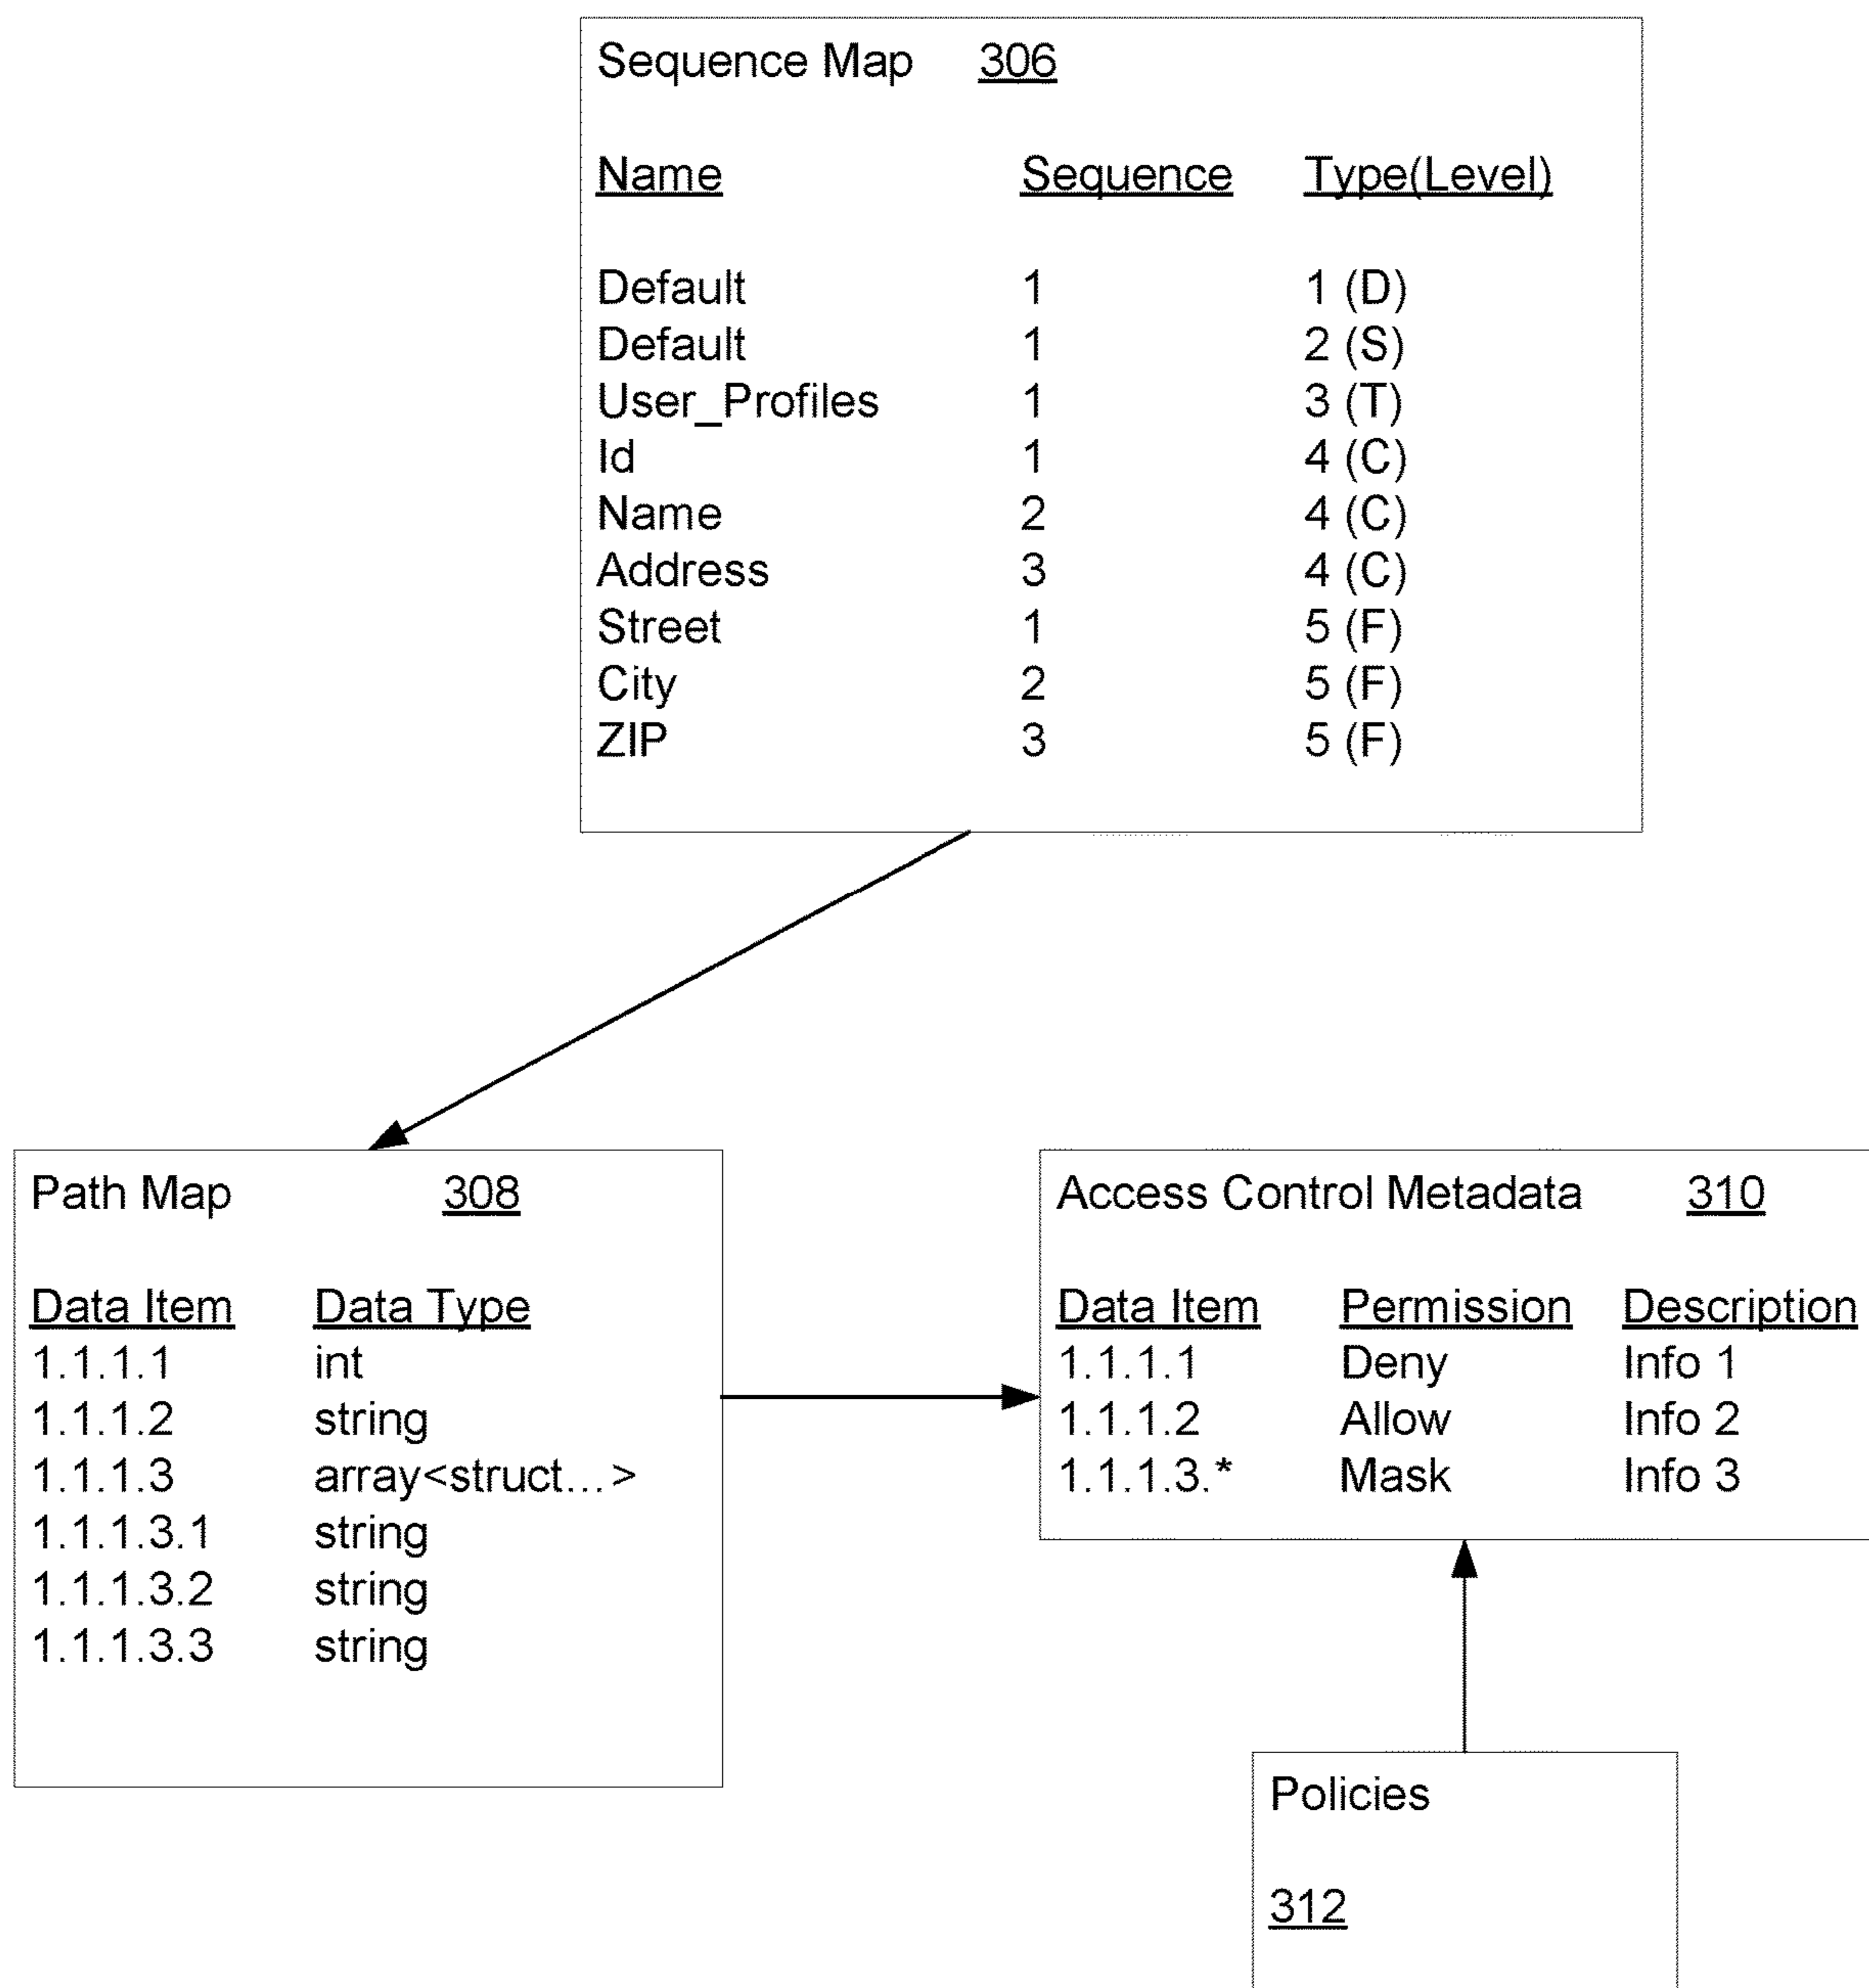 Sequence Map 306
Name Sequence Type(Level)
Default 1 1 (D)
Default 1 2 (S)
User_Profiles 1 3 (T)
Id 1 4 (C)
Name 2 4 (C)
Address 3 4 (C)
Street 1 5 (F)
City 2 5 (F)
ZIP 3 5 (F)
Path Map 308
Data Item Data Type
1.1.1.1 int
1.1.1.2 string
1.1.1.3 array<struct...>
1.1.1.3.1 string
1.1.1.3.2 string
1.1.1.3.3 string
Access Control Metadata 310
Data Item Permission Description
1.1.1.1 Deny Info 1
1.1.1.2 Allow Info 2
1.1.1.3.* Mask Info 3
Policies
312